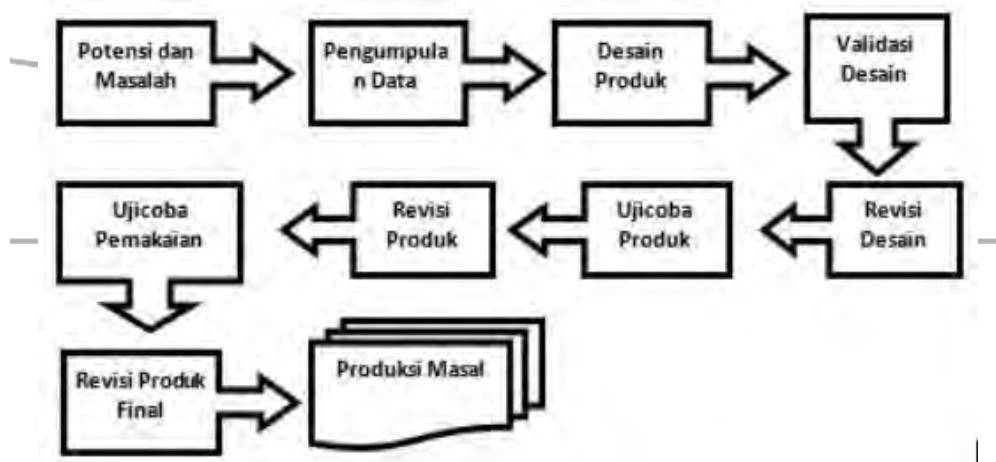 Potensi dan
Masalah
Pengumpula
n Data
Desain
Produk
Validasi
Desain
Revisi
Desain
Ujicoba
Produk
Revisi
Produk
Ujicoba
Pemakaian
Revisi Produk
Final
Produksi Masal